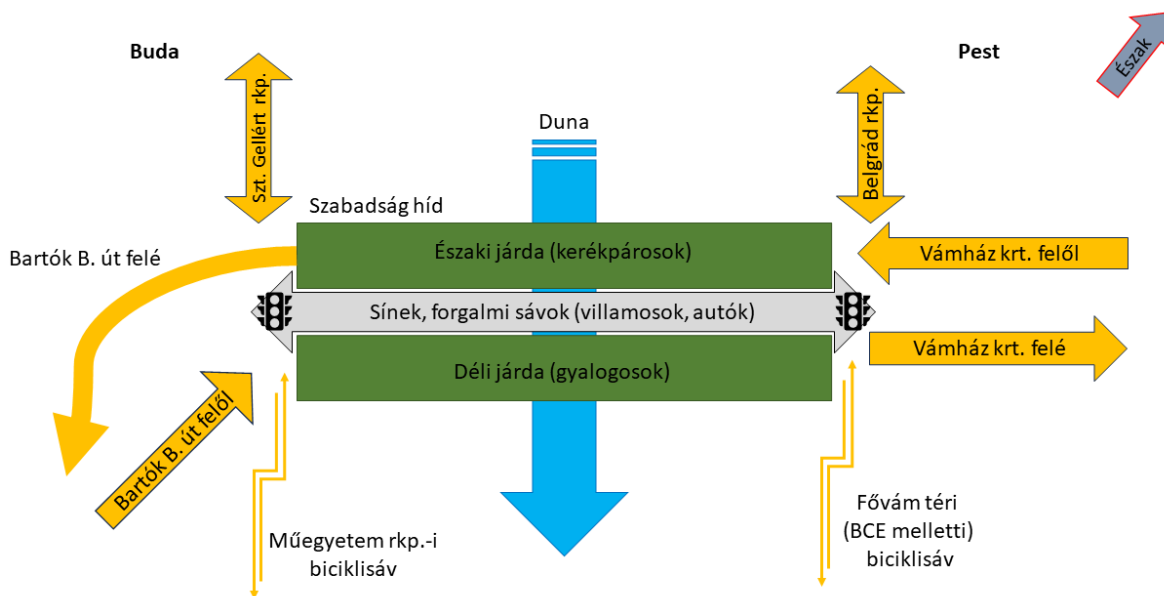 Buda
Pest
Észak
Szt. Gellért rkp.
Duna
Belgrád rkp.
Szabadság híd
Bartók B. út felé
Északi járda (kerékpárosok)
Vámház krt. felől
Sínek, forgalmi sávok (villamosok, autók)
Vámház krt. felé
Déli járda (gyalogosok)
Bartók B. út felől
Műegyetem rkp.-i
biciklisáv
Fővám téri
(BCE melletti)
biciklisáv